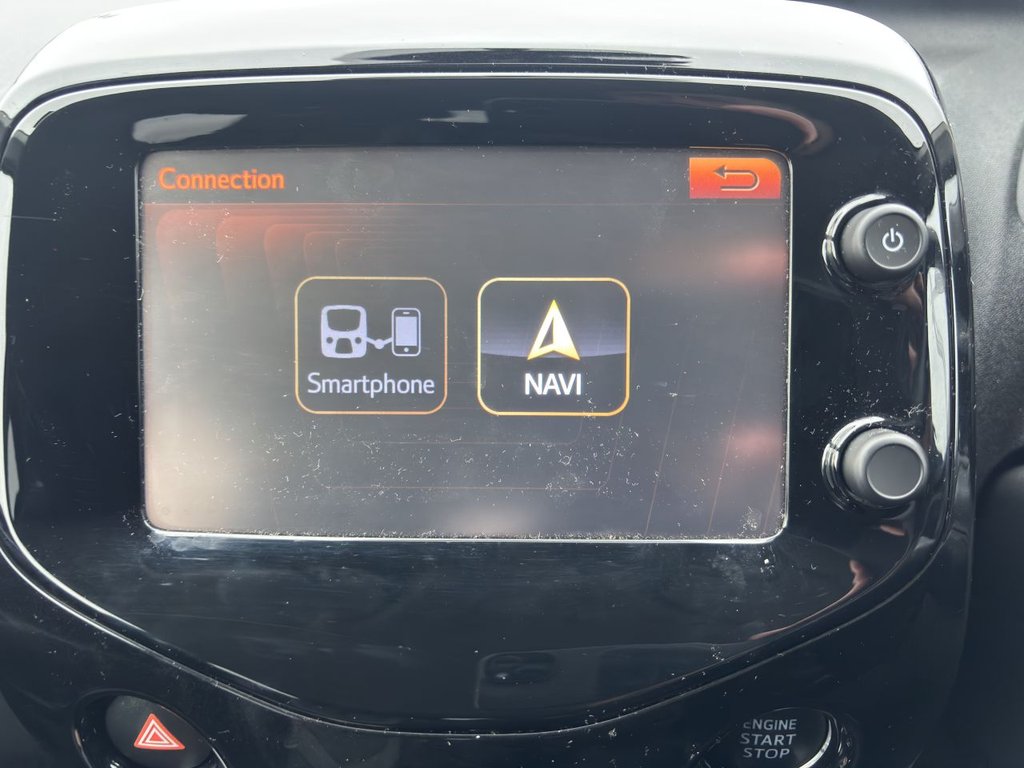 Connection
Smartphone
NAVI
ENGINE
START
STOP